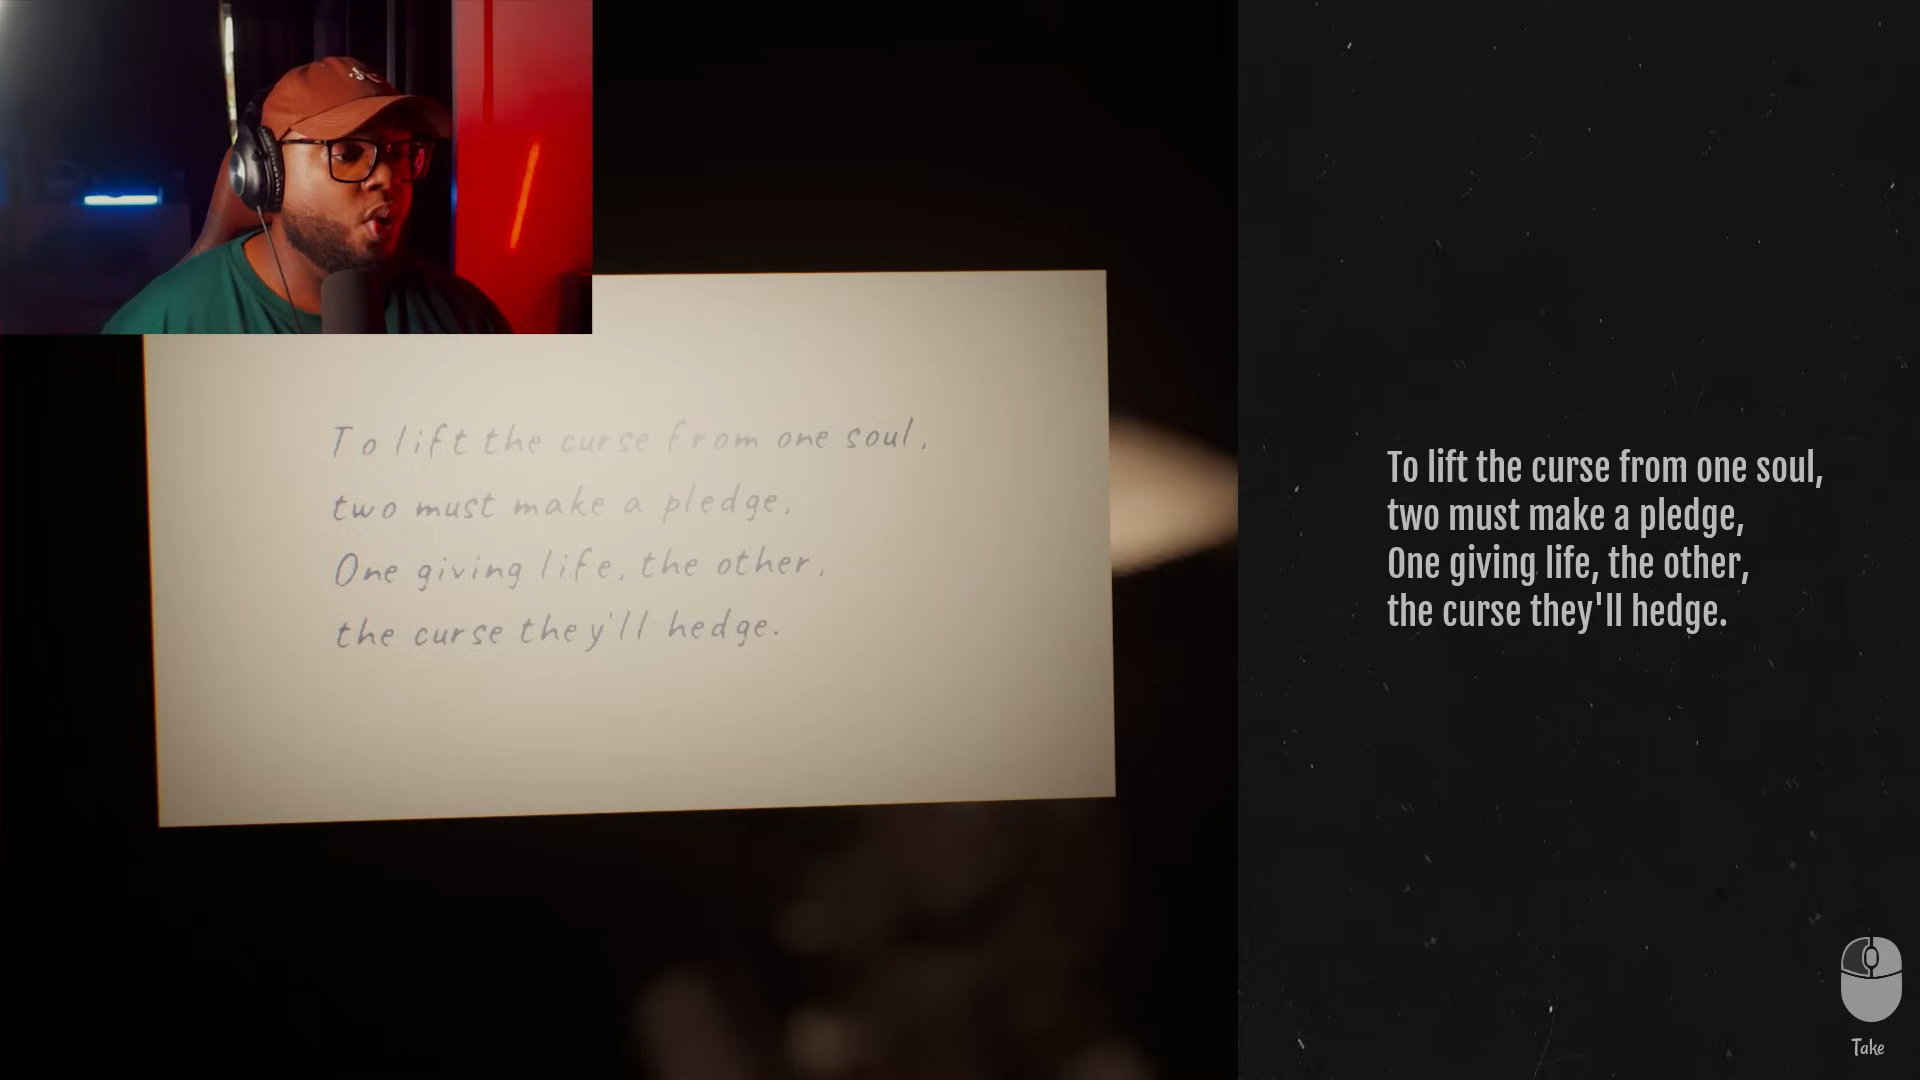 To lift the curse from one soul,
two must make a pledge,
One giving life, the other,
the curse they'll hedge.
To lift the curse from one soul,
two must make a pledge,
One giving life, the other,
the curse they'll hedge.
Take